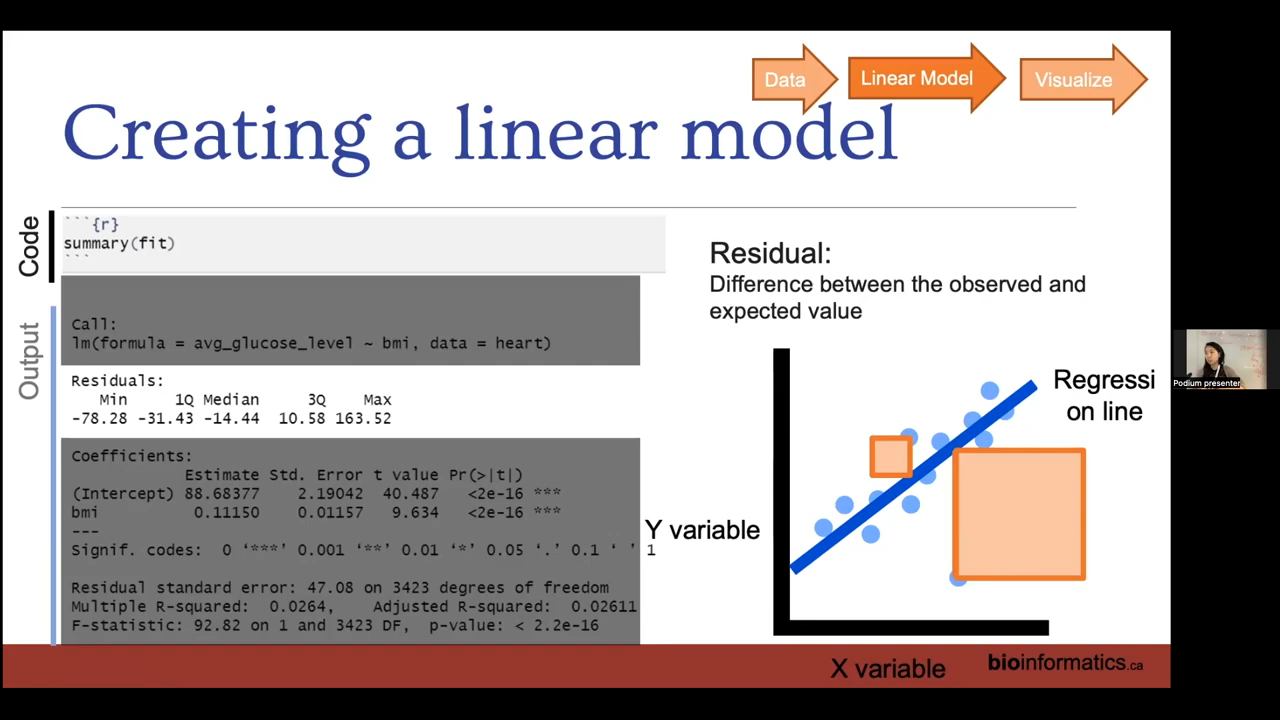 Data
Linear Model
Visualize
Creating a linear model
Code
```{r}
summary(fit)
```
Output
Call:
lm(formula = avg_glucose_level ~ bmi, data = heart)
Residuals:
Min 1Q Median 3Q Max
-78.28 -31.43 -14.44 10.58 163.52
Coefficients:
Estimate Std. Error t value Pr(>|t|)
(Intercept) 88.68377 2.19042 40.487 <2e-16 ***
bmi 0.11150 0.01157 9.634 <2e-16 ***
---
Signif. codes: 0 ‘***’ 0.001 ‘**’ 0.01 ‘*’ 0.05 ‘.’ 0.1 ‘ ’ 1
Residual standard error: 47.08 on 3423 degrees of freedom
Multiple R-squared: 0.0264, Adjusted R-squared: 0.02611
F-statistic: 92.82 on 1 and 3423 DF, p-value: < 2.2e-16
Residual:
Difference between the observed and
expected value
Regressi
on line
Y variable
X variable
bioinformatics.ca
Podium presenter